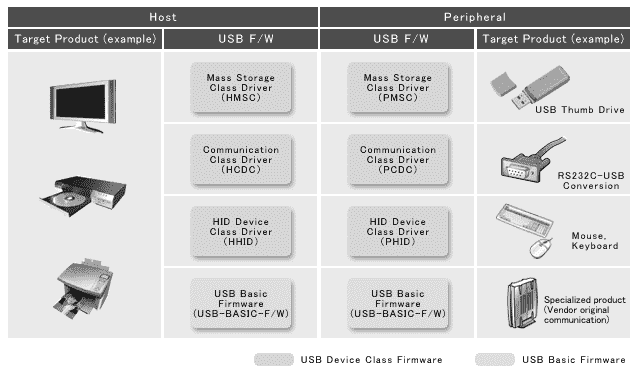 Host
Peripheral
Target Product (example)
USB F/W
USB F/W
Target Product (example)
Mass Storage
Class Driver
(HMSC)
Mass Storage
Class Driver
(PMSC)
USB Thumb Drive
Communication
Class Driver
(HCDC)
Communication
Class Driver
(PCDC)
RS232C-USB
Conversion
HID Device
Class Driver
(HHID)
HID Device
Class Driver
(PHID)
Mouse,
Keyboard
USB Basic
Firmware
(USB-BASIC-F/W)
USB Basic
Firmware
(USB-BASIC-F/W)
Specialized product
(Vendor original
communication)
USB Device Class Firmware
USB Basic Firmware